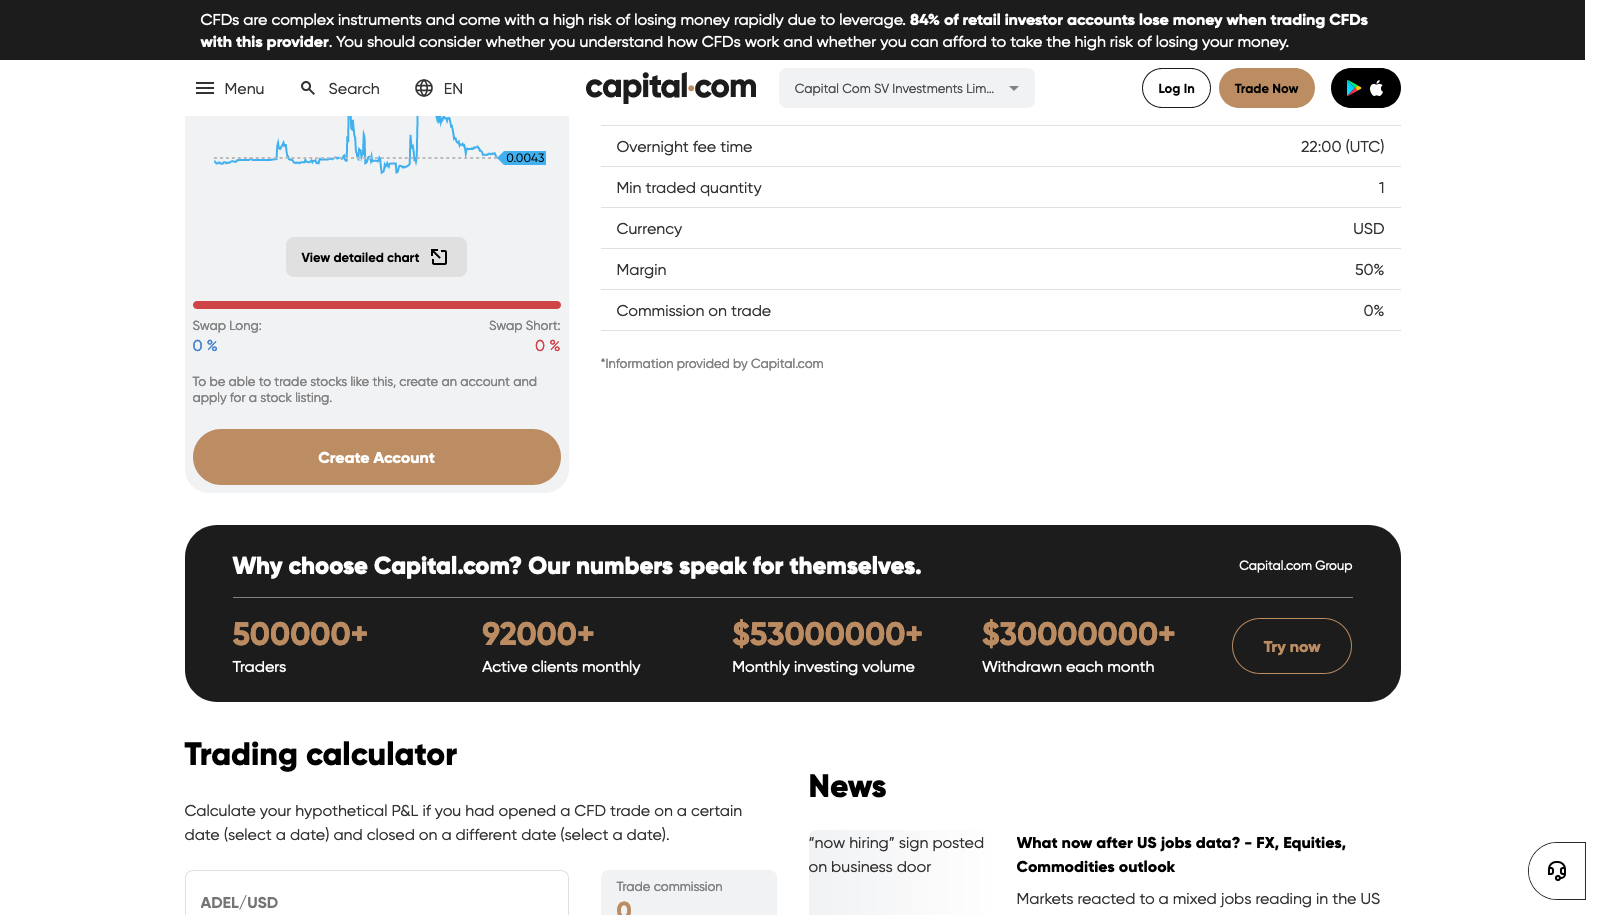 CFDs are complex instruments and come with a high risk of losing money rapidly due to leverage. 84% of retail investor accounts lose money when trading CFDs
with this provider. You should consider whether you understand how CFDs work and whether you can afford to take the high risk of losing your money.
Menu
Search
EN
capital.com
Capital Com SV Investments Lim...
Log In
Trade Now
0.0043
View detailed chart
Swap Long:
Swap Short:
0 %
0 %
To be able to trade stocks like this, create an account and
apply for a stock listing.
Create Account
Overnight fee time
22:00 (UTC)
Min traded quantity
1
Currency
USD
Margin
50%
Commission on trade
0%
*Information provided by Capital.com
Why choose Capital.com? Our numbers speak for themselves.
Capital.com Group
500000+
Traders
92000+
Active clients monthly
$53000000+
Monthly investing volume
$30000000+
Withdrawn each month
Try now
Trading calculator
Calculate your hypothetical P&L if you had opened a CFD trade on a certain
date (select a date) and closed on a different date (select a date).
ADEL/USD
Trade commission
0
News
“now hiring” sign posted
on business door
What now after US jobs data? - FX, Equities,
Commodities outlook
Markets reacted to a mixed jobs reading in the US